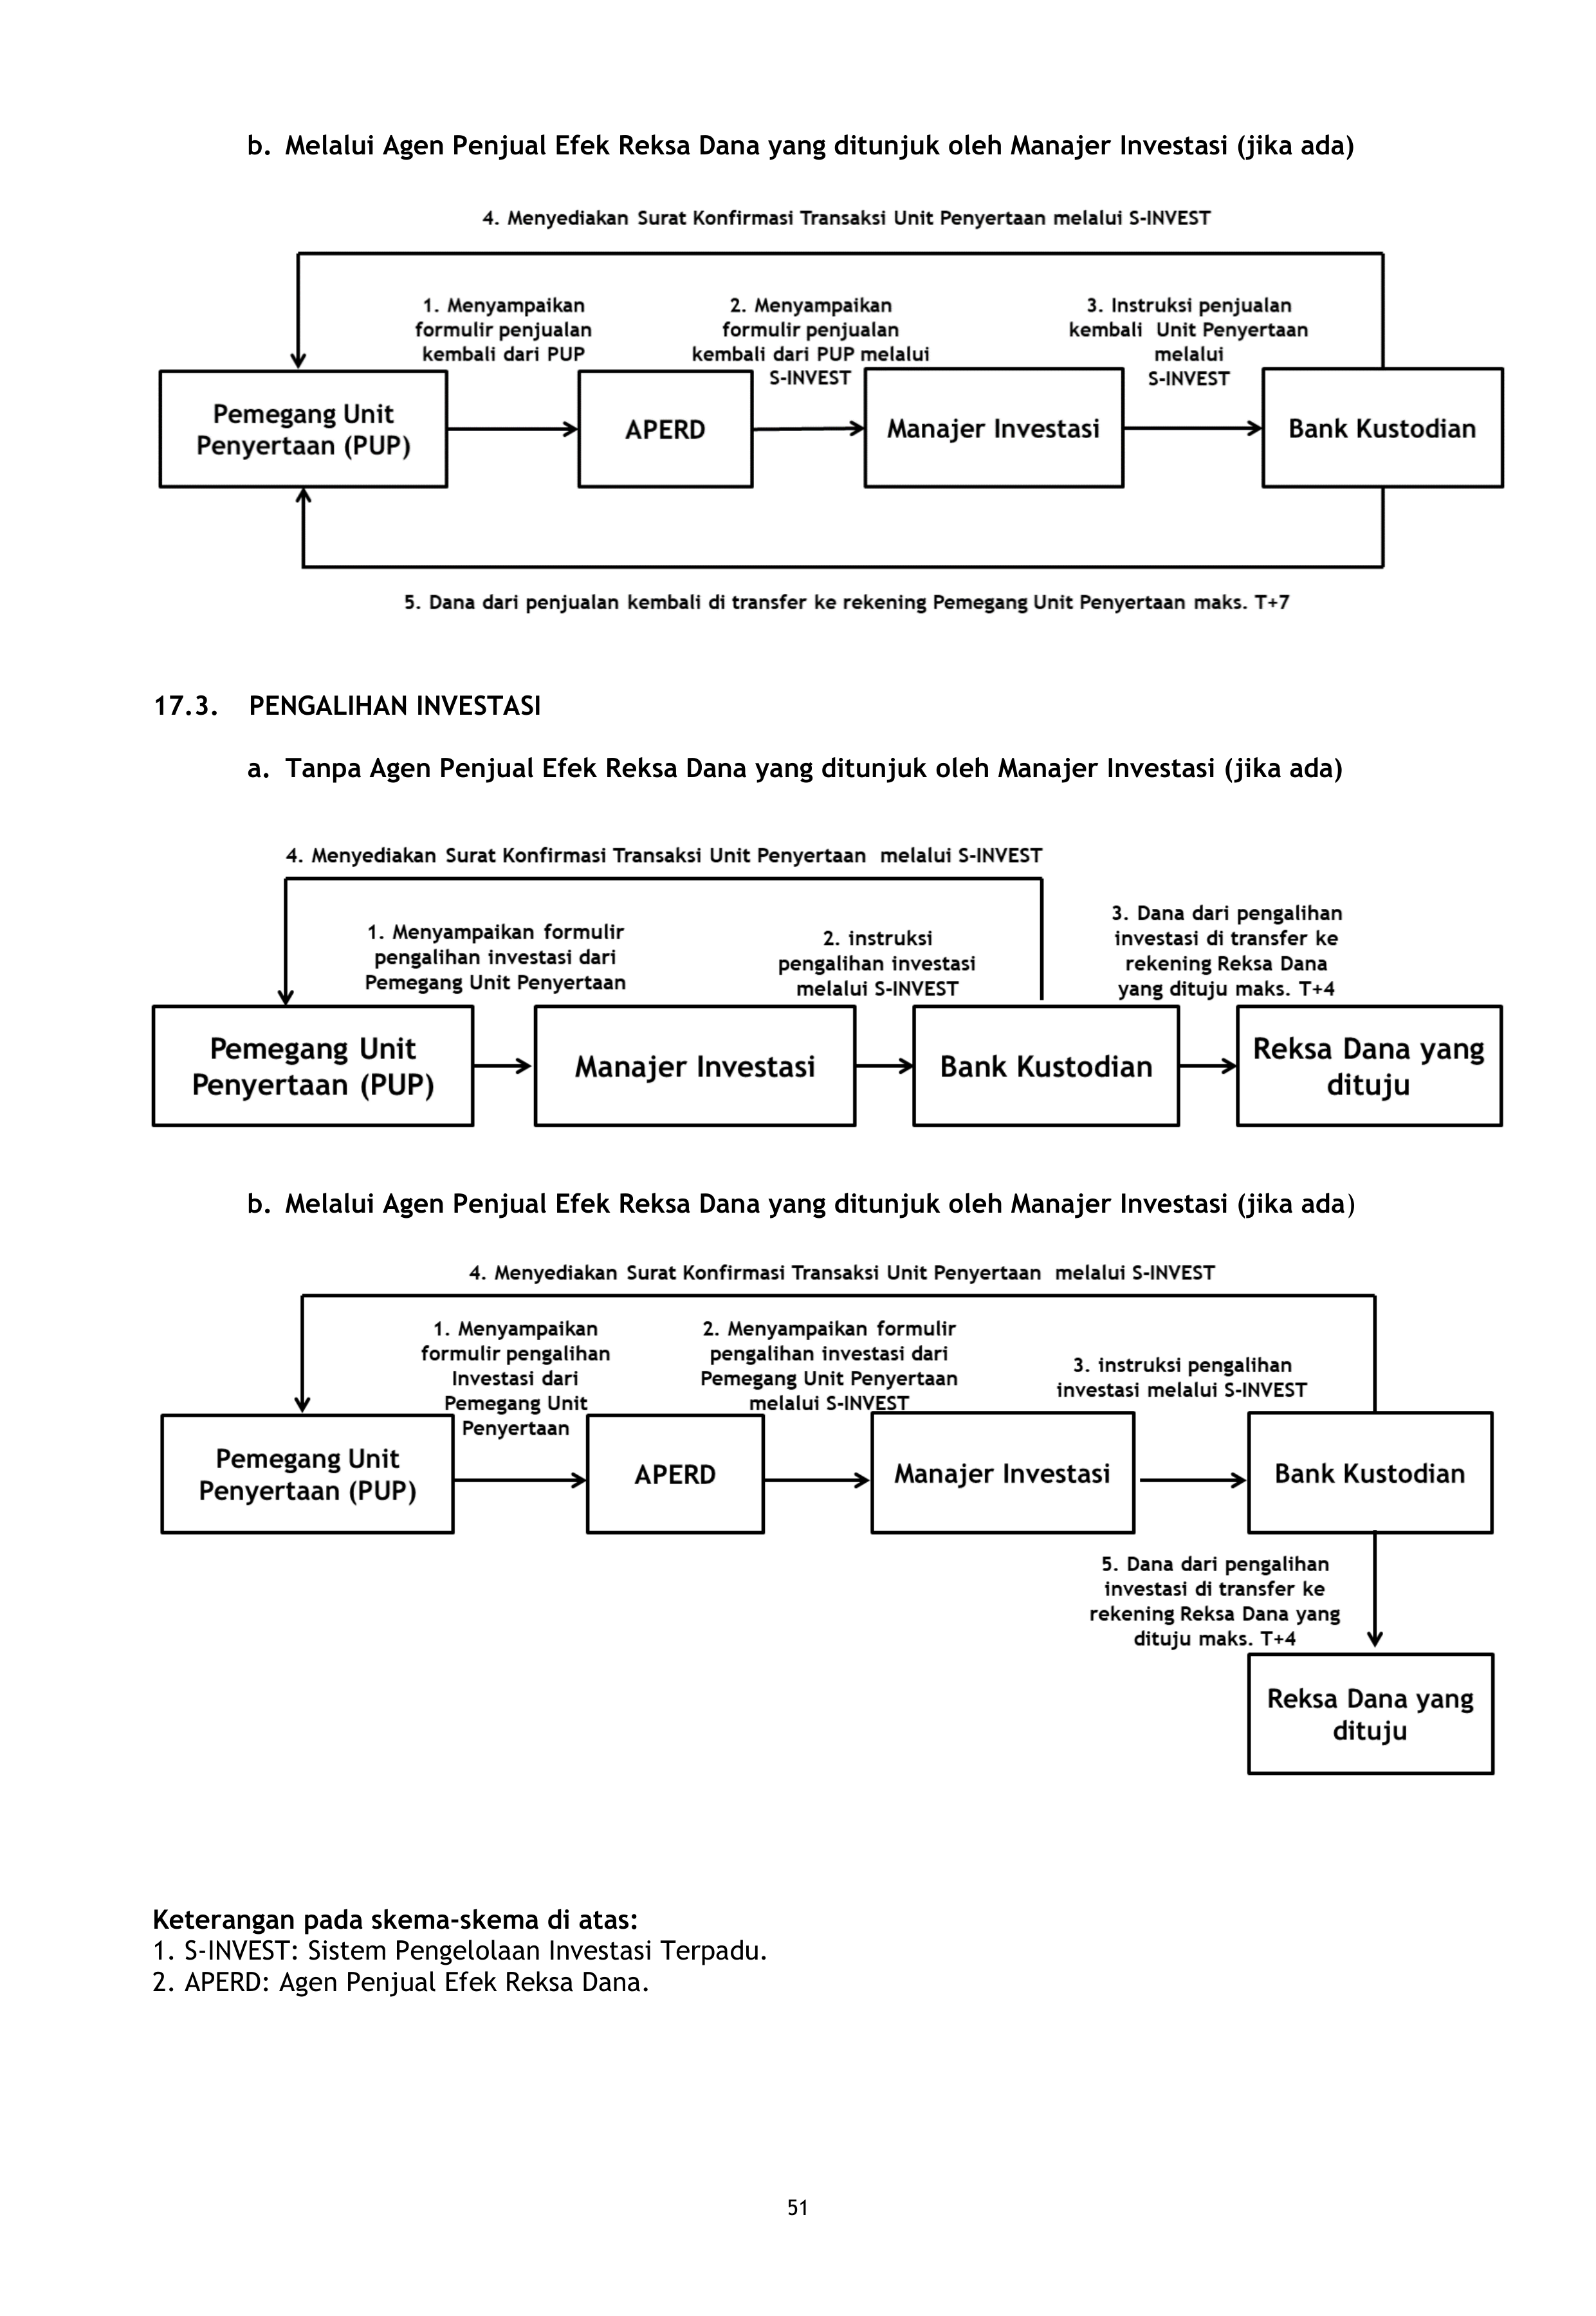 b. Melalui Agen Penjual Efek Reksa Dana yang ditunjuk oleh Manajer Investasi (jika ada)
4. Menyediakan Surat Konfirmasi Transaksi Unit Penyertaan melalui S-INVEST
1. Menyampaikan
formulir penjualan
kembali dari PUP
2. Menyampaikan
formulir penjualan
kembali dari PUP melalui
S-INVEST
3. Instruksi penjualan
kembali Unit Penyertaan
melalui
S-INVEST
Pemegang Unit
Penyertaan (PUP)
APERD
Manajer Investasi
Bank Kustodian
5. Dana dari penjualan kembali di transfer ke rekening Pemegang Unit Penyertaan maks. T+7
17.3. PENGALIHAN INVESTASI
a. Tanpa Agen Penjual Efek Reksa Dana yang ditunjuk oleh Manajer Investasi (jika ada)
4. Menyediakan Surat Konfirmasi Transaksi Unit Penyertaan melalui S-INVEST
1. Menyampaikan formulir
pengalihan investasi dari
Pemegang Unit Penyertaan
2. instruksi
pengalihan investasi
melalui S-INVEST
3. Dana dari pengalihan
investasi di transfer ke
rekening Reksa Dana
yang dituju maks. T+4
Pemegang Unit
Penyertaan (PUP)
Manajer Investasi
Bank Kustodian
Reksa Dana yang
dituju
b. Melalui Agen Penjual Efek Reksa Dana yang ditunjuk oleh Manajer Investasi (jika ada)
4. Menyediakan Surat Konfirmasi Transaksi Unit Penyertaan melalui S-INVEST
1. Menyampaikan
formulir pengalihan
Investasi dari
Pemegang Unit
Penyertaan
2. Menyampaikan formulir
pengalihan investasi dari
Pemegang Unit Penyertaan
melalui S-INVEST
3. instruksi pengalihan
investasi melalui S-INVEST
Pemegang Unit
Penyertaan (PUP)
APERD
Manajer Investasi
Bank Kustodian
5. Dana dari pengalihan
investasi di transfer ke
rekening Reksa Dana yang
dituju maks. T+4
Reksa Dana yang
dituju
Keterangan pada skema-skema di atas:
1. S-INVEST: Sistem Pengelolaan Investasi Terpadu.
2. APERD: Agen Penjual Efek Reksa Dana.
51